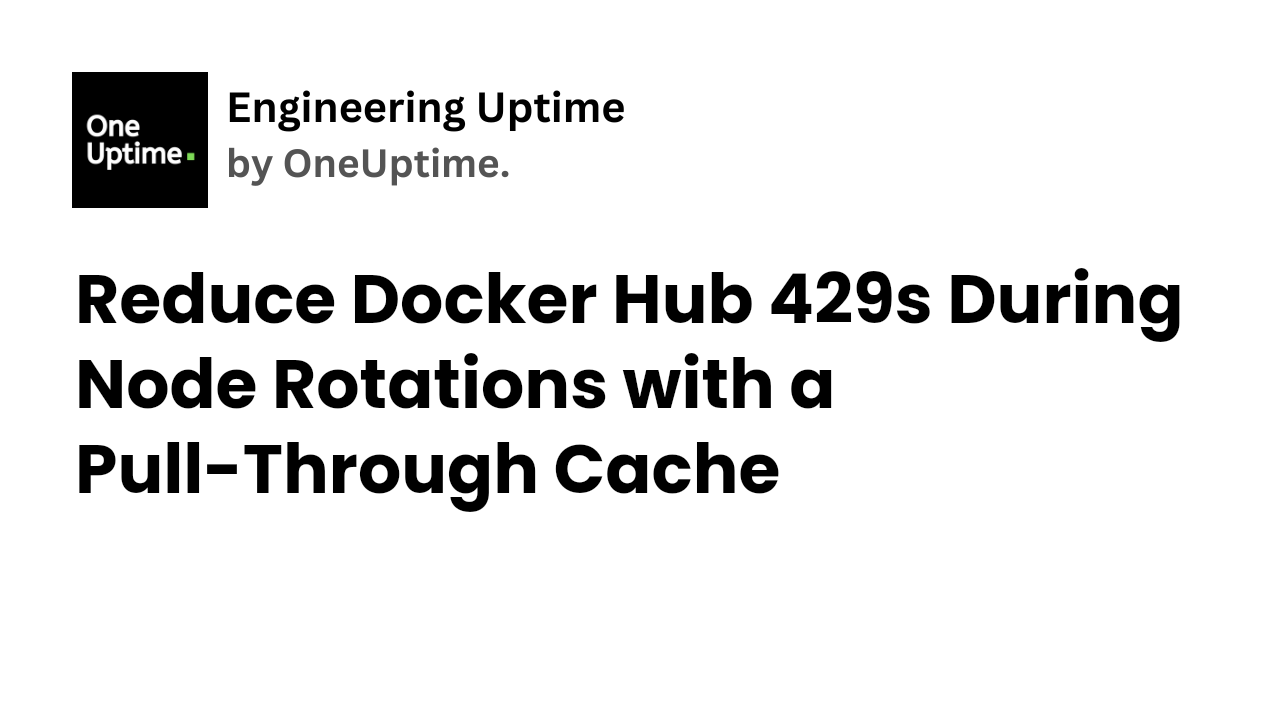 One
Uptime.
Engineering Uptime
by OneUptime.
Reduce Docker Hub 429s During
Node Rotations with a
Pull-Through Cache